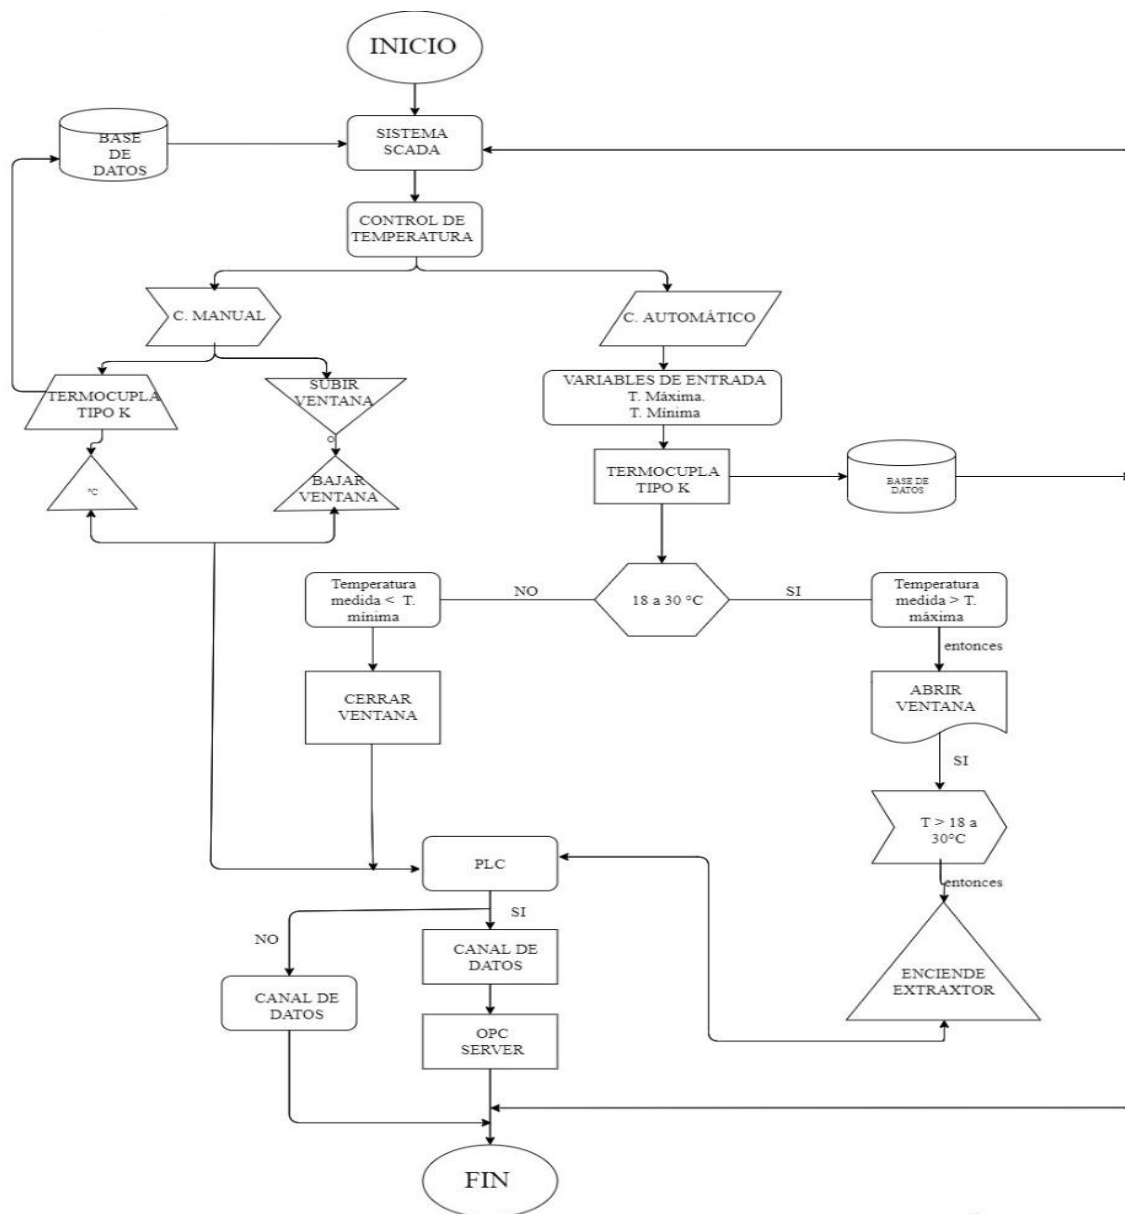 INICIO
BASE
DE
DATOS
SISTEMA
SCADA
CONTROL DE
TEMPERATURA
C. MANUAL
C. AUTOMÁTICO
TERMOCUPLA
TIPO K
SUBIR
VENTANA
O
BAJAR
VENTANA
°C
VARIABLES DE ENTRADA
T. Máxima.
T. Mínima
TERMOCUPLA
TIPO K
BASE DE
DATOS
Temperatura
medida < T.
mínima
NO
18 a 30 °C
SI
Temperatura
medida > T.
máxima
entonces
CERRAR
VENTANA
ABRIR
VENTANA
SI
T > 18 a
30°C
entonces
ENCIENDE
EXTRAXTOR
PLC
NO
SI
CANAL DE
DATOS
CANAL DE
DATOS
OPC
SERVER
FIN